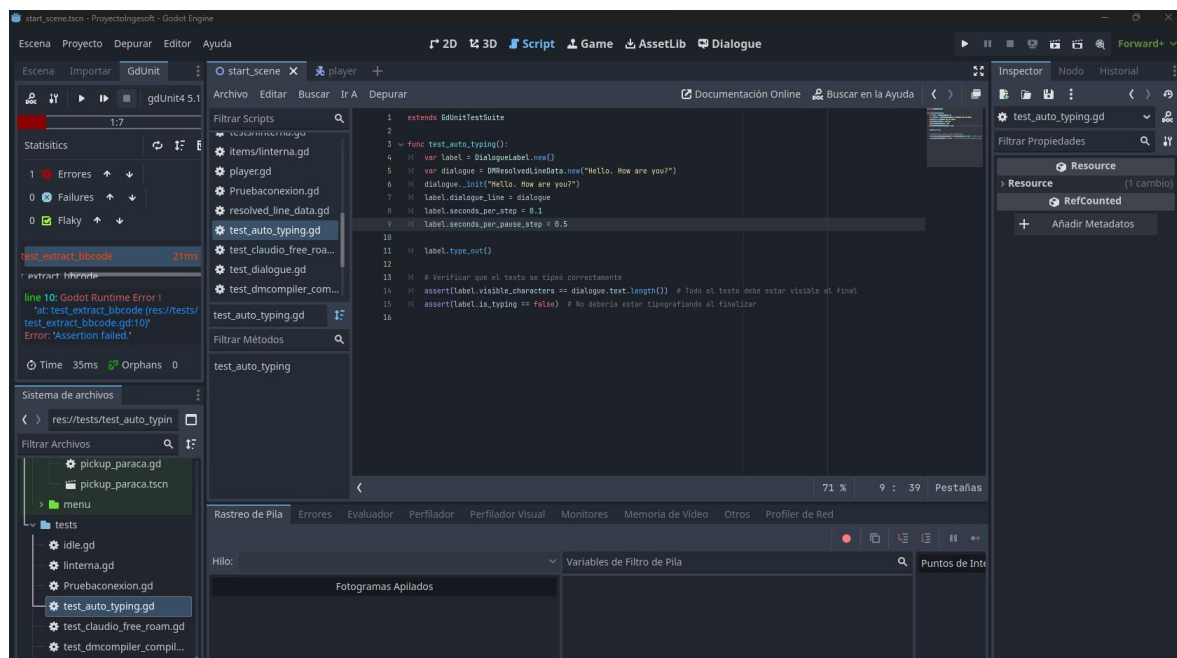 start_scene.tscn - ProyectoIngesoft - Godot Engine
Escena Proyecto Depurar Editor Ayuda
2D 3D Script Game AssetLib Dialogue
Forward+
Escena Importar GdUnit
start_scene player
Inspector Nodo Historial
gdUnit4 5.1
1:7
Statisitics
1 Errores
0 Failures
0 Flaky
test_extract_bbcode 21ms
extract_bbcode
line 10: Godot Runtime Error !
'at: test_extract_bbcode (res://tests/
test_extract_bbcode.gd:10)'
Error: 'Assertion failed.'
Time 35ms Orphans 0
Archivo Editar Buscar Ir A Depurar
Documentación Online Buscar en la Ayuda
Filtrar Scripts
tests/linterna.gd
items/linterna.gd
player.gd
Pruebaconexion.gd
resolved_line_data.gd
test_auto_typing.gd
test_claudio_free_roa...
test_dialogue.gd
test_dmcompiler_com...
test_auto_typing.gd
Filtrar Métodos
test_auto_typing
1 extends GdUnitTestSuite
2
3 func test_auto_typing():
4 var label = DialogueLabel.new()
5 var dialogue = DMResolvedLineData.new("Hello. How are you?")
6 dialogue._init("Hello. How are you?")
7 label.dialogue_line = dialogue
8 label.seconds_per_step = 0.1
9 label.seconds_per_pause_step = 0.5
10
11 label.type_out()
12
13 # Verificar que el texto se tipeó correctamente
14 assert(label.visible_characters == dialogue.text.length()) # Todo el texto debe estar visible al final
15 assert(label.is_typing == false) # No debería estar tipografiando al finalizar
16
71 % 9 : 39 Pestañas
test_auto_typing.gd
Filtrar Propiedades
Resource
Resource (1 cambio)
RefCounted
Añadir Metadatos
Sistema de archivos
res://tests/test_auto_typin
Filtrar Archivos
pickup_paraca.gd
pickup_paraca.tscn
menu
tests
idle.gd
linterna.gd
Pruebaconexion.gd
test_auto_typing.gd
test_claudio_free_roam.gd
test_dmcompiler_compil...
Rastreo de Pila Errores Evaluador Perfilador Perfilador Visual Monitores Memoria de Vídeo Otros Profiler de Red
Hilo:
Variables de Filtro de Pila
Puntos de Inte
Fotogramas Apilados